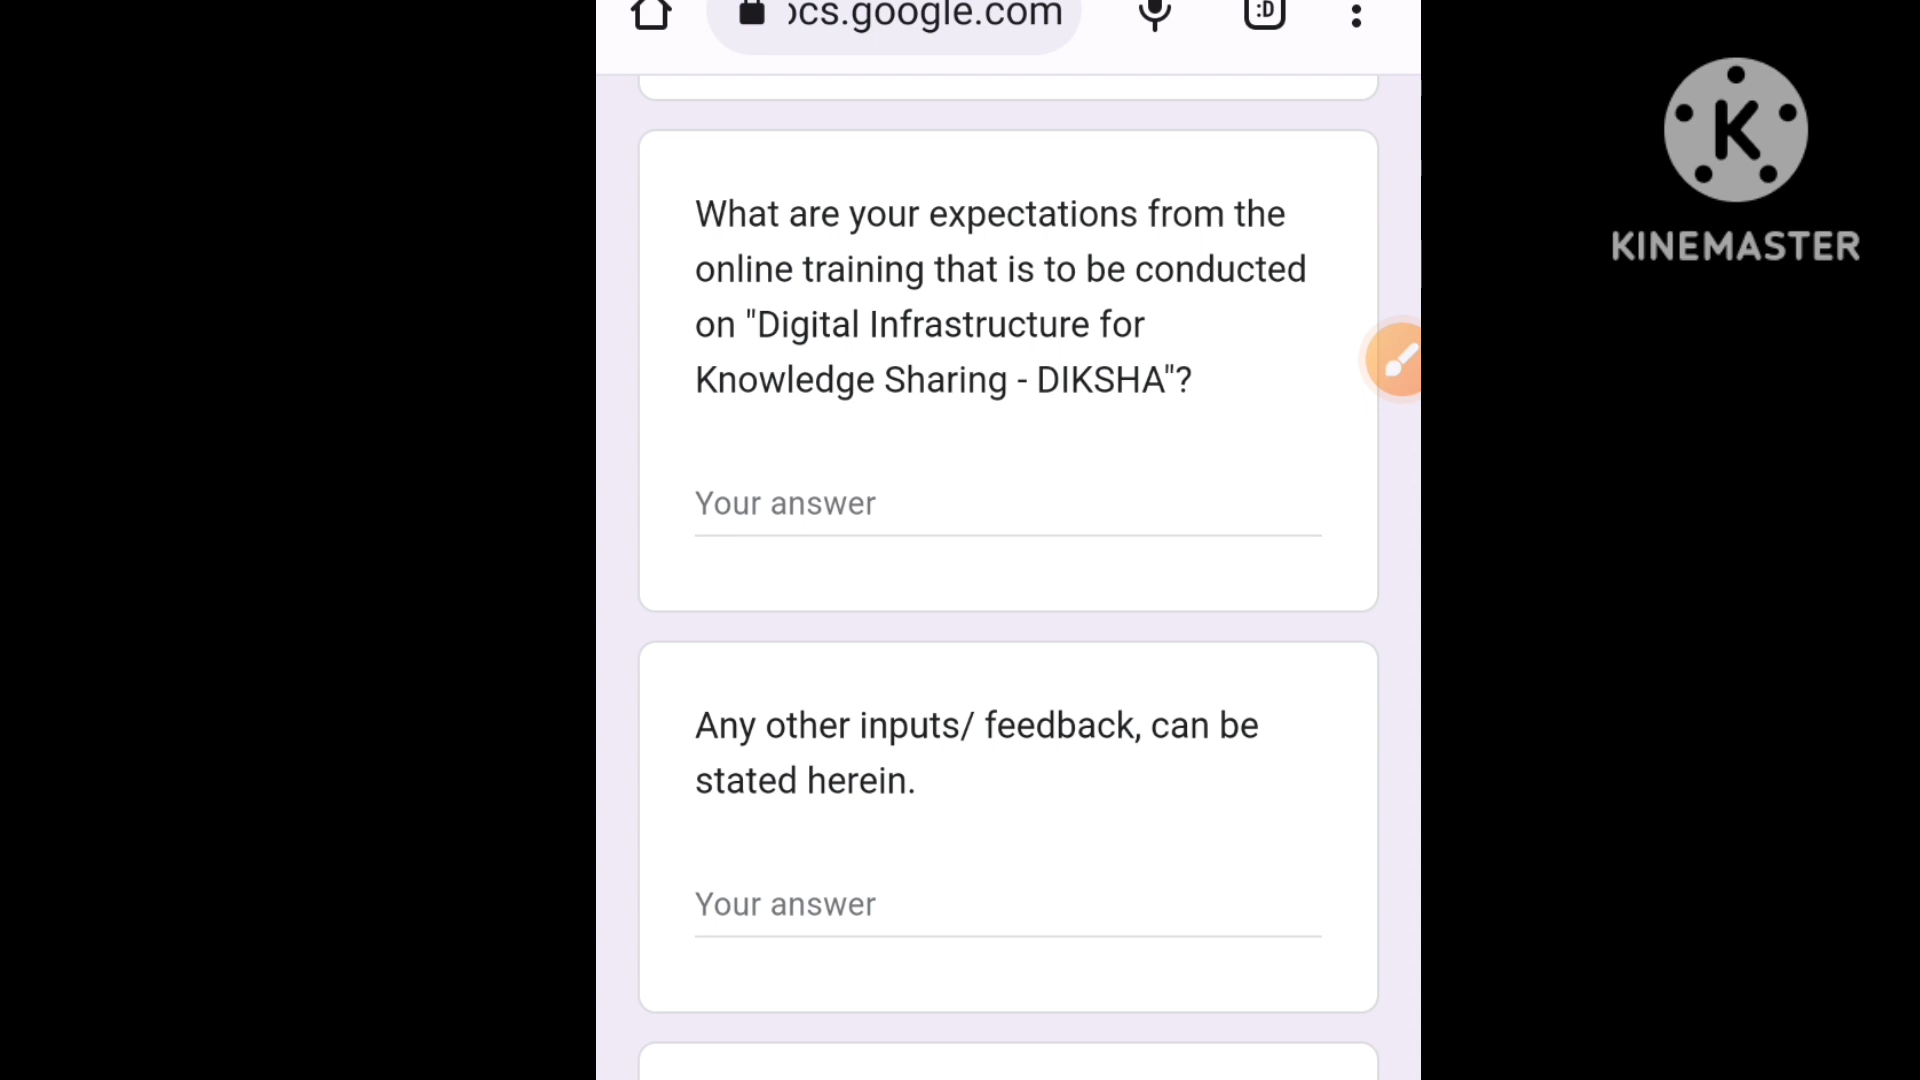 ocs.google.com
:D
What are your expectations from the
online training that is to be conducted
on "Digital Infrastructure for
Knowledge Sharing - DIKSHA"?
Your answer
Any other inputs/ feedback, can be
stated herein.
Your answer
K
KINEMASTER